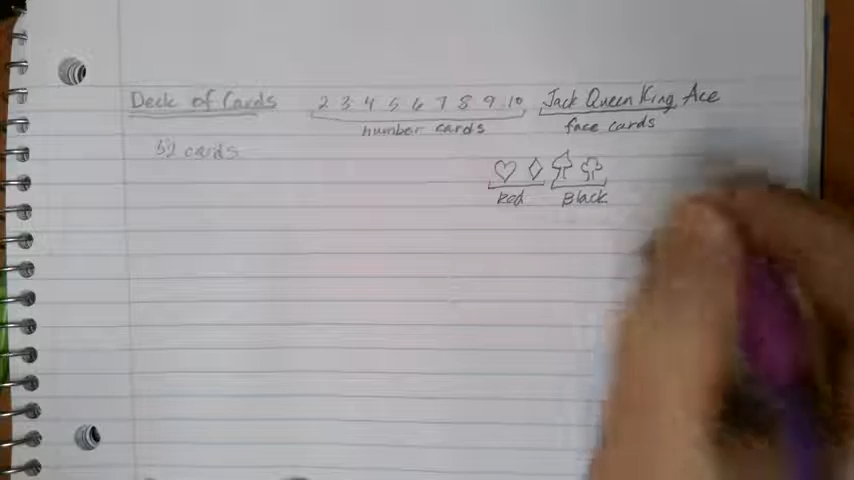 Deck of Cards 2 3 4 5 6 7 8 9 10 Jack Queen King Ace
number cards face cards
52 cards
Red Black